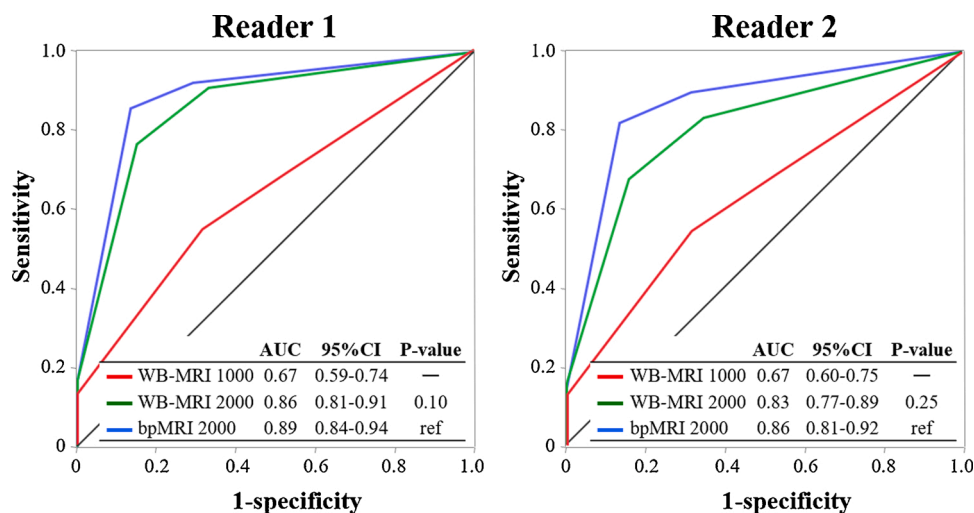 Reader 1
1.0
0.8
0.6
0.4
0.2
0
Sensitivity
AUC 95%CI P-value
WB-MRI 1000 0.67 0.59-0.74 —
WB-MRI 2000 0.86 0.81-0.91 0.10
bpMRI 2000 0.89 0.84-0.94 ref
0 0.2 0.4 0.6 0.8 1.0
1-specificity
Reader 2
1.0
0.8
0.6
0.4
0.2
0
Sensitivity
AUC 95%CI P-value
WB-MRI 1000 0.67 0.60-0.75 —
WB-MRI 2000 0.83 0.77-0.89 0.25
bpMRI 2000 0.86 0.81-0.92 ref
0 0.2 0.4 0.6 0.8 1.0
1-specificity